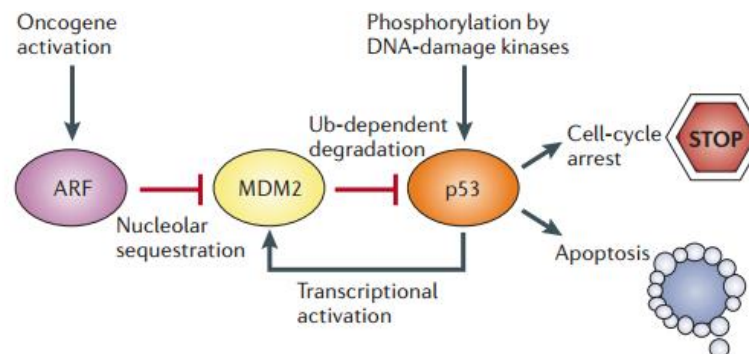 Oncogene
activation
Phosphorylation by
DNA-damage kinases
Ub-dependent
degradation
Cell-cycle
arrest
STOP
ARF
MDM2
p53
Nucleolar
sequestration
Apoptosis
Transcriptional
activation